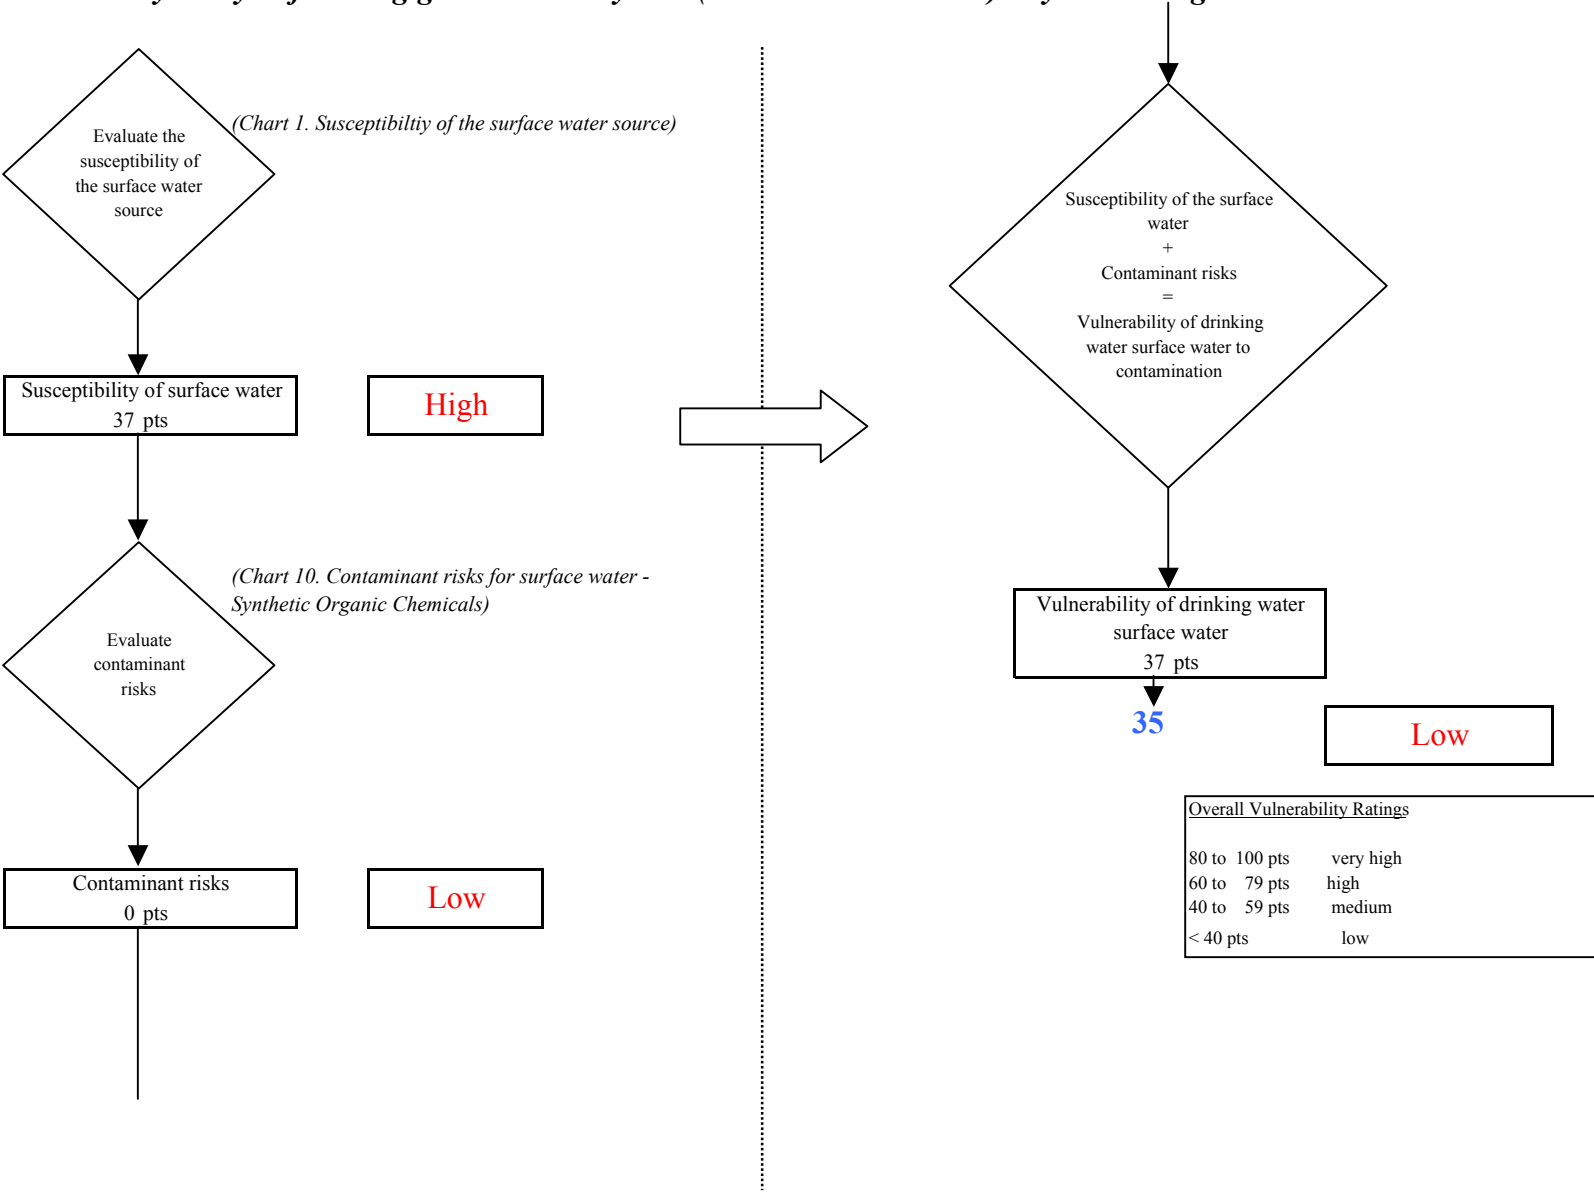 (Chart 1. Susceptibiltiy of the surface water source)
Evaluate the
susceptibility of
the surface water
source
Susceptibility of surface water
37 pts
High
(Chart 10. Contaminant risks for surface water -
Synthetic Organic Chemicals)
Evaluate
contaminant
risks
Contaminant risks
0 pts
Low
Susceptibility of the surface
water
+
Contaminant risks
=
Vulnerability of drinking
water surface water to
contamination
Vulnerability of drinking water
surface water
37 pts
35
Low
Overall Vulnerability Ratings
80 to 100 pts very high
60 to 79 pts high
40 to 59 pts medium
< 40 pts low